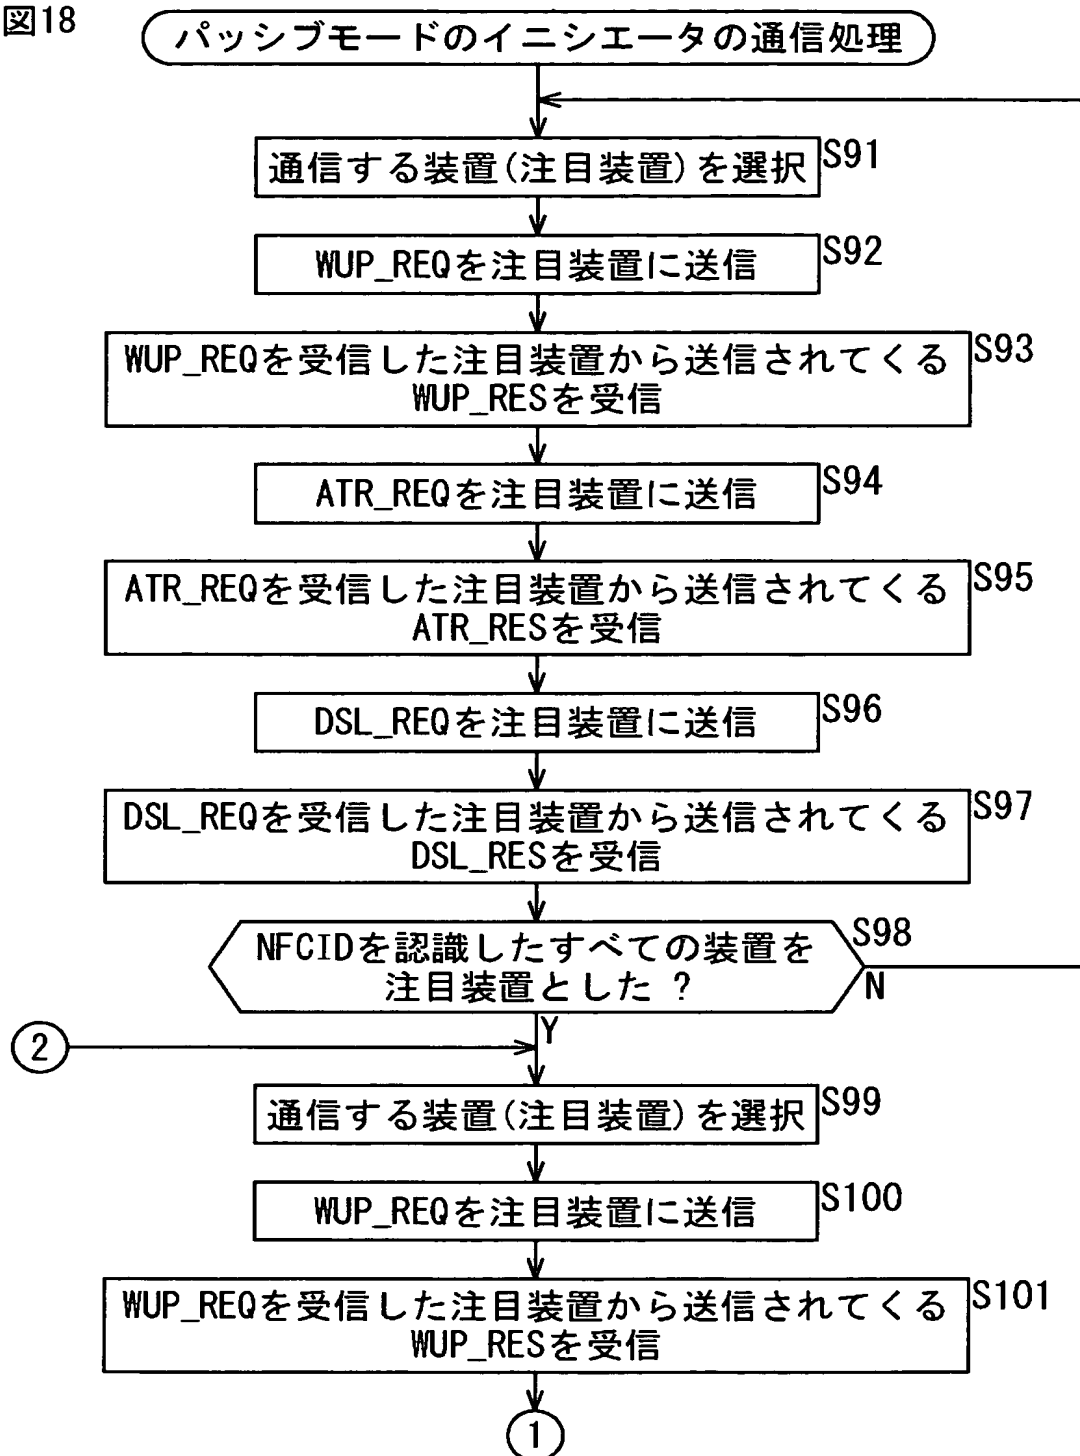 図18
パッシブモードのイニシエータの通信処理
通信する装置(注目装置)を選択
S91
WUP_REQを注目装置に送信
S92
WUP_REQを受信した注目装置から送信されてくる
WUP_RESを受信
S93
ATR_REQを注目装置に送信
S94
ATR_REQを受信した注目装置から送信されてくる
ATR_RESを受信
S95
DSL_REQを注目装置に送信
S96
DSL_REQを受信した注目装置から送信されてくる
DSL_RESを受信
S97
NFCIDを認識したすべての装置を
注目装置とした ?
S98
N
Y
2
通信する装置(注目装置)を選択
S99
WUP_REQを注目装置に送信
S100
WUP_REQを受信した注目装置から送信されてくる
WUP_RESを受信
S101
1